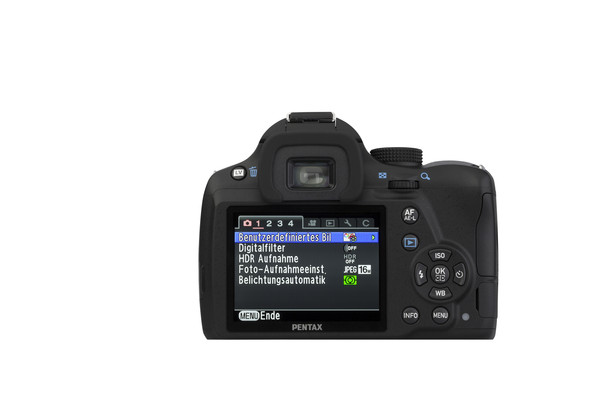 LV
AF
AE-L
1 2 3 4 C
Benutzerdefiniertes Bil
Digitalfilter OFF
HDR Aufnahme HDR OFF
Foto-Aufnahmeeinst. JPEG 16M
Belichtungsautomatik
MENU Ende
ISO
OK
WB
INFO MENU
PENTAX